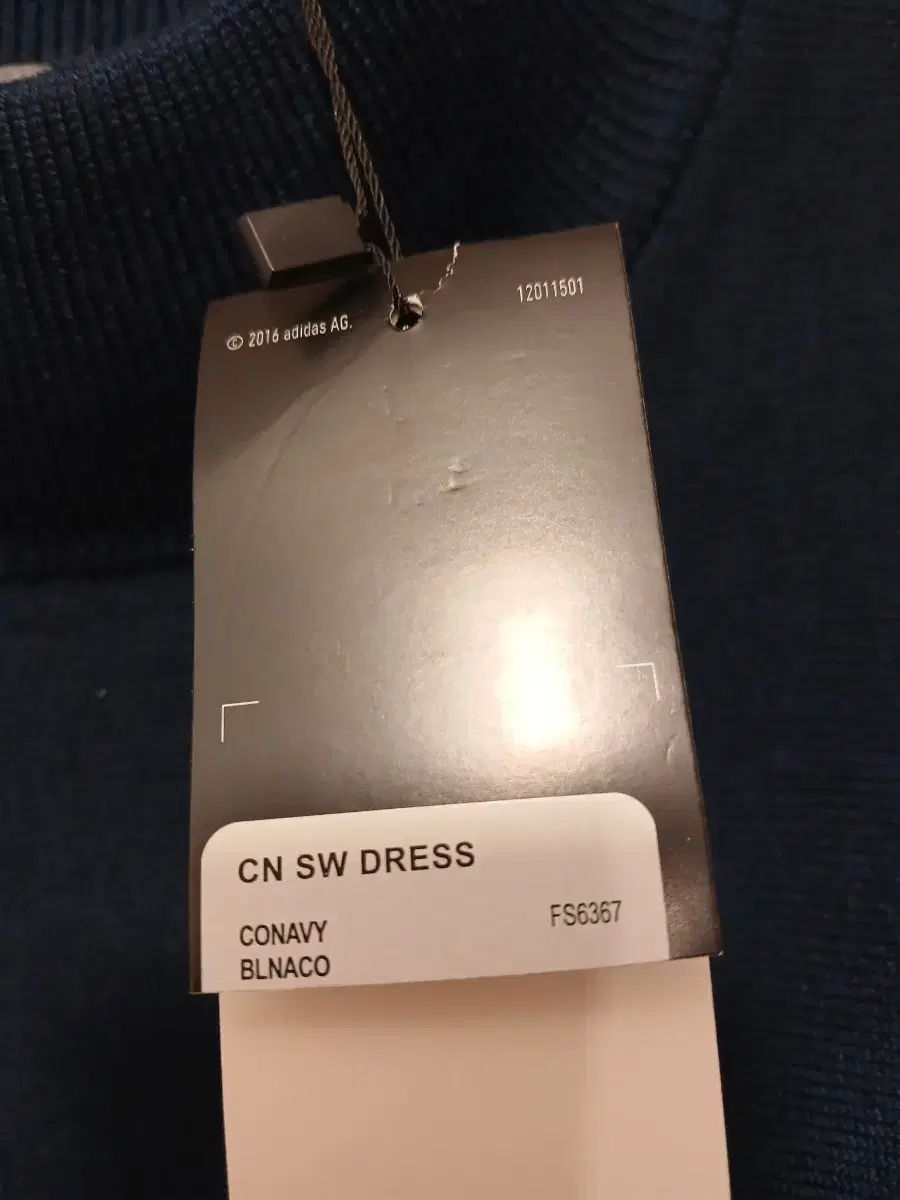 © 2016 adidas AG.
12011501
CN SW DRESS
CONAVY
FS6367
BLNACO